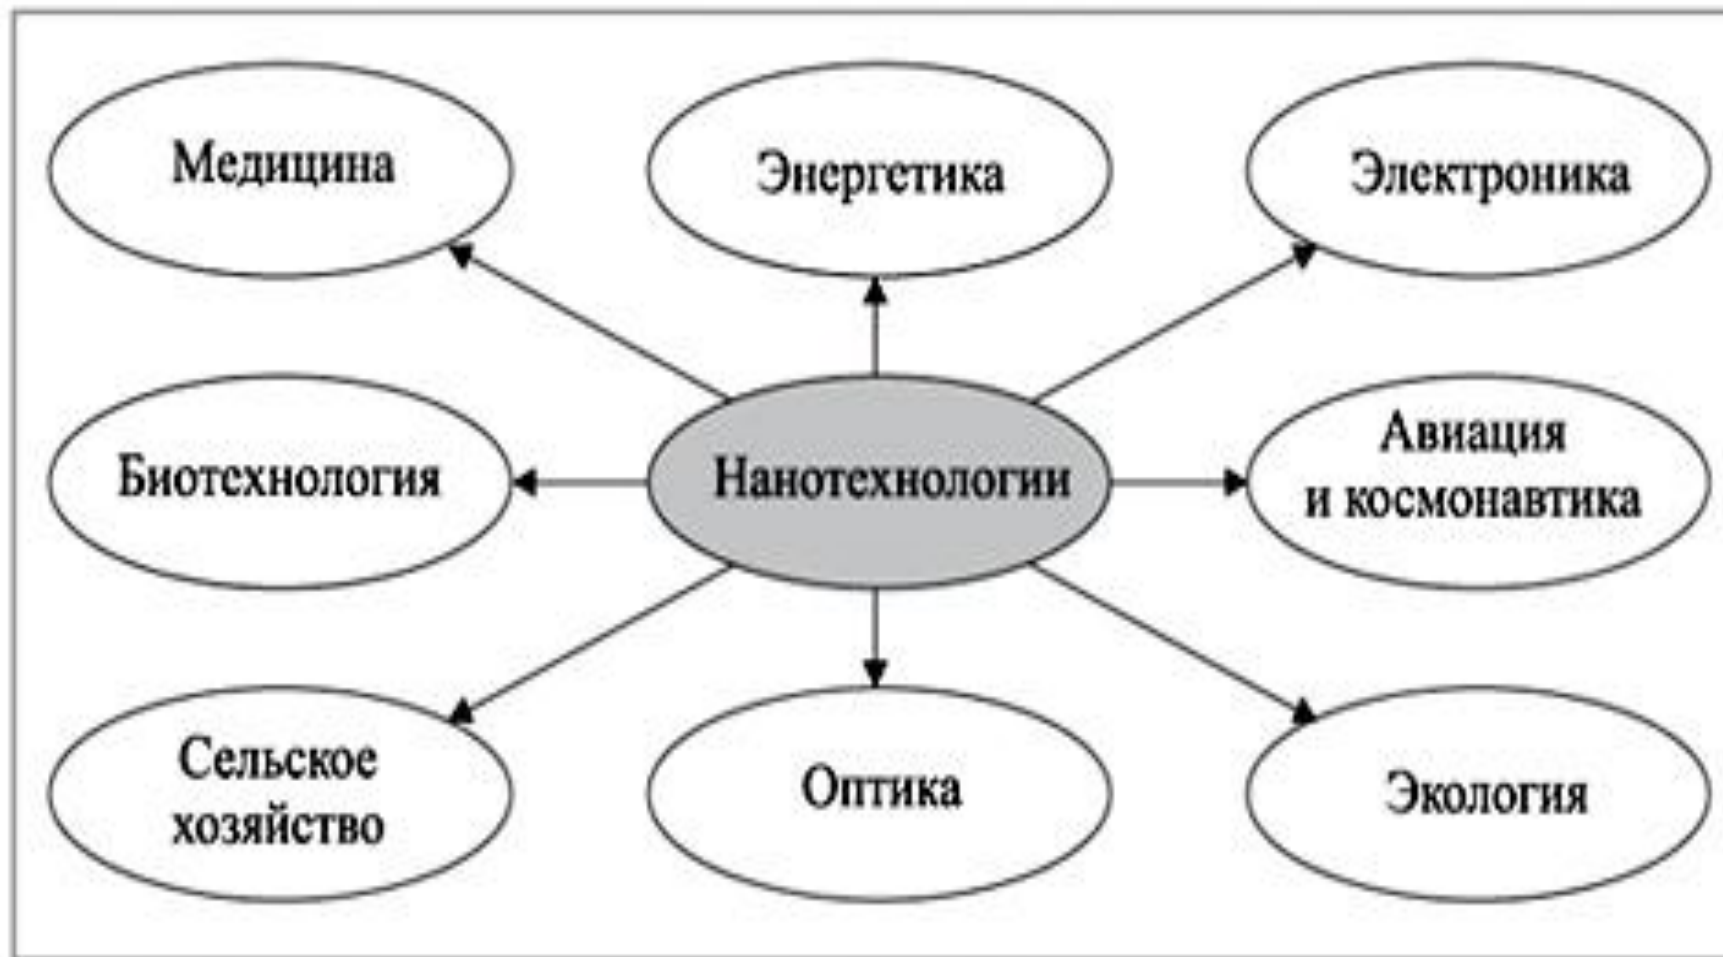 Медицина
Энергетика
Электроника
Биотехнология
Нанотехнологии
Авиация
и космонавтика
Сельское
хозяйство
Оптика
Экология